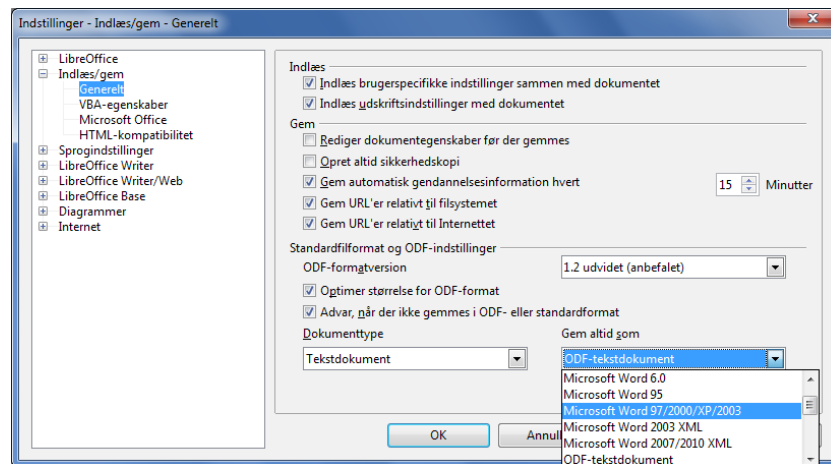 Indstillinger - Indlæs/gem - Generelt
LibreOffice
Indlæs/gem
Generelt
VBA-egenskaber
Microsoft Office
HTML-kompatibilitet
Sprogindstillinger
LibreOffice Writer
LibreOffice Writer/Web
LibreOffice Base
Diagrammer
Internet
Indlæs
Indlæs brugerspecifikke indstillinger sammen med dokumentet
Indlæs udskriftsindstillinger med dokumentet
Gem
Rediger dokumentegenskaber før der gemmes
Opret altid sikkerhedskopi
Gem automatisk gendannelsesinformation hvert 15 Minutter
Gem URL'er relativt til filsystemet
Gem URL'er relativt til Internettet
Standardfilformat og ODF-indstillinger
ODF-formatversion 1.2 udvidet (anbefalet)
Optimer størrelse for ODF-format
Advar, når der ikke gemmes i ODF- eller standardformat
Dokumenttype Gem altid som
Tekstdokument ODF-tekstdokument
Microsoft Word 6.0
Microsoft Word 95
Microsoft Word 97/2000/XP/2003
Microsoft Word 2003 XML
Microsoft Word 2007/2010 XML
ODF-tekstdokument
OK Annull